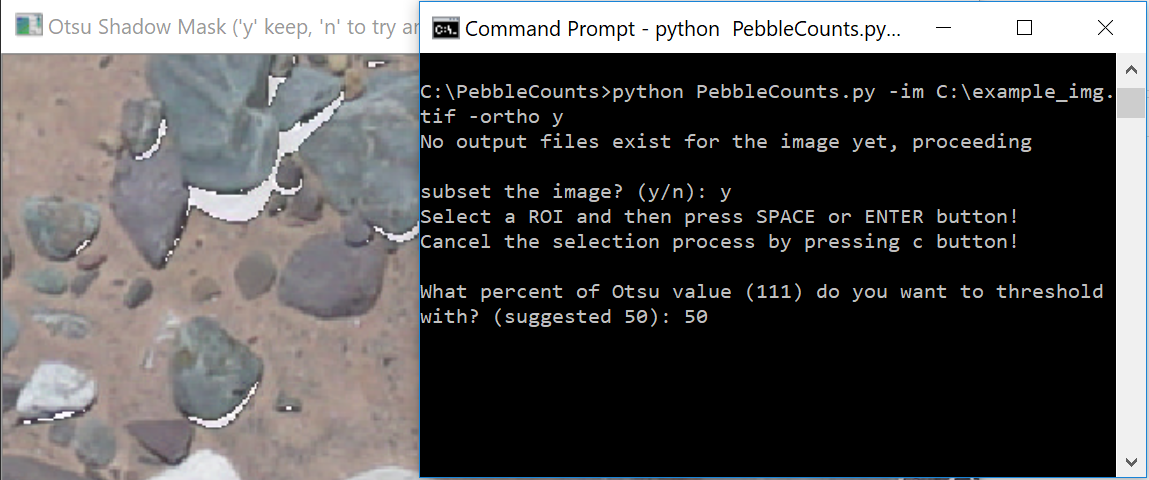 Otsu Shadow Mask ('y' keep, 'n' to try
Command Prompt - python  PebbleCounts.py...
C:\PebbleCounts>python PebbleCounts.py -im C:\example_img.
tif -ortho y
No output files exist for the image yet, proceeding
subset the image? (y/n): y
Select a ROI and then press SPACE or ENTER button!
Cancel the selection process by pressing c button!
What percent of Otsu value (111) do you want to threshold
with? (suggested 50): 50